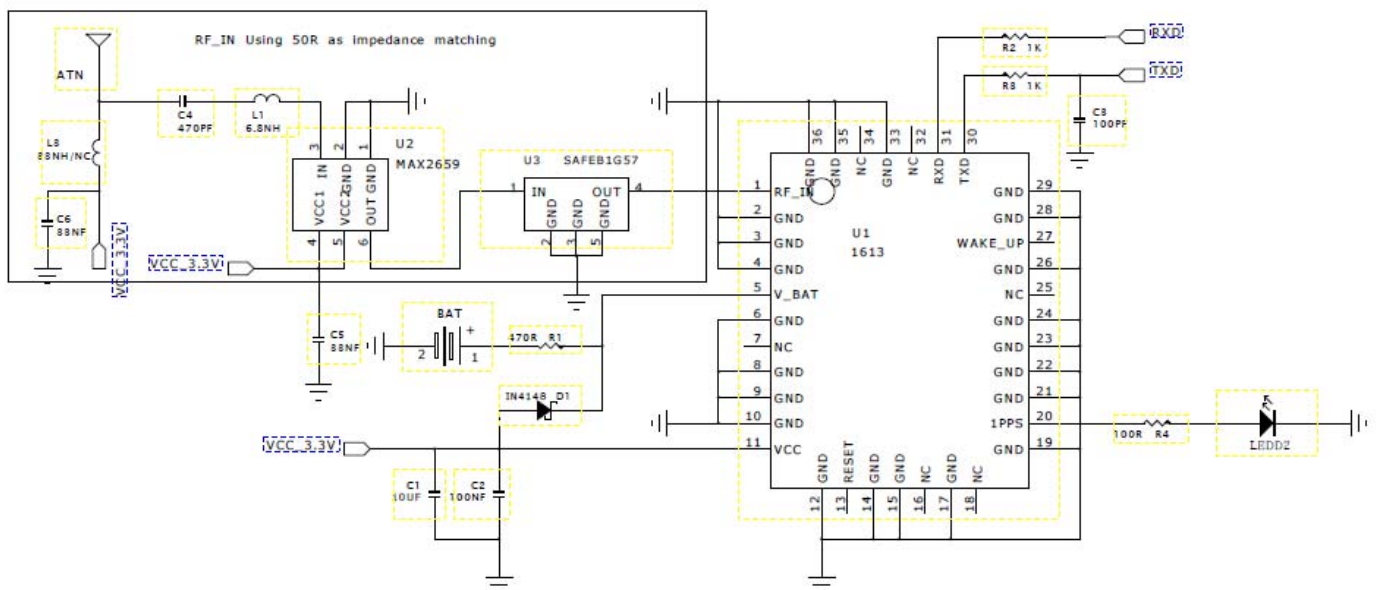 RF_IN Using 50R as impedance matching
ATN
C4
470PF
L1
6.8NH
L8
88NH/NC
C6
88NF
VCC_3.3V
VCC_3.3V
U2
MAX2659
3
2
1
IN
GND
GND
VCC1
VCC2
OUT
4
5
6
C5
88NF
U3 SAFEB1G57
1
IN
OUT
4
GND
GND
GND
2
3
5
BAT
+
2
1
470R R1
IN4148 D1
VCC_3.3V
C1
10UF
C2
100NF
R2 1K
RXD
R8 1K
TXD
C8
100PF
36
35
34
33
32
31
30
GND
GND
NC
GND
NC
RXD
TXD
U1
1613
1 RF_IN
2 GND
3 GND
4 GND
5 V_BAT
6 GND
7 NC
8 GND
9 GND
10 GND
11 VCC
GND
RESET
GND
GND
NC
GND
NC
12
13
14
15
16
17
18
GND 29
GND 28
WAKE_UP 27
GND 26
NC 25
GND 24
GND 23
GND 22
GND 21
1PPS 20
GND 19
100R R4
LEDD2